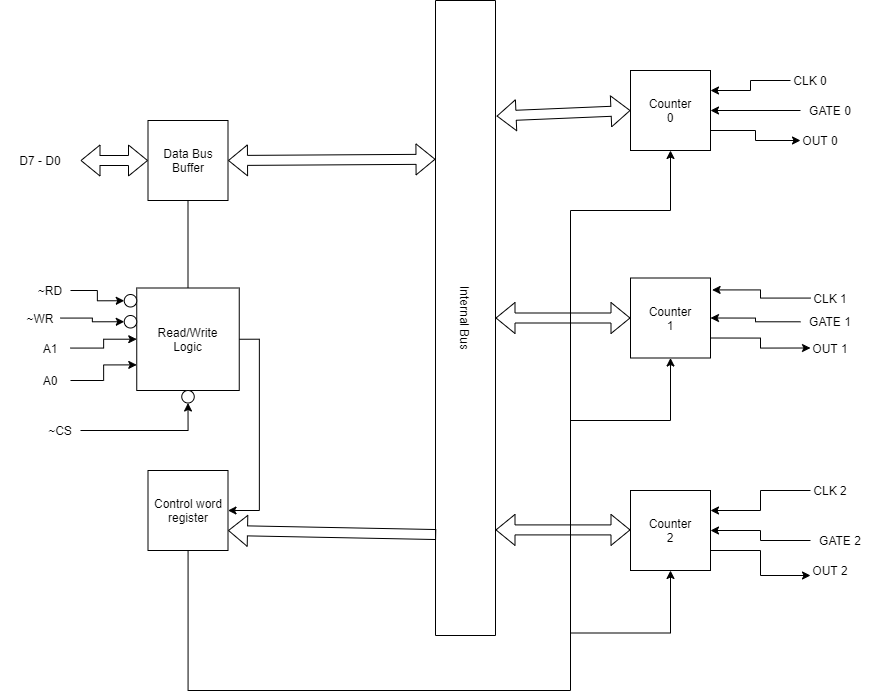 D7 - D0
Data Bus
Buffer
~RD
~WR
A1
A0
~CS
Read/Write
Logic
Control word
register
Internal Bus
Counter
0
CLK 0
GATE 0
OUT 0
Counter
1
CLK 1
GATE 1
OUT 1
Counter
2
CLK 2
GATE 2
OUT 2